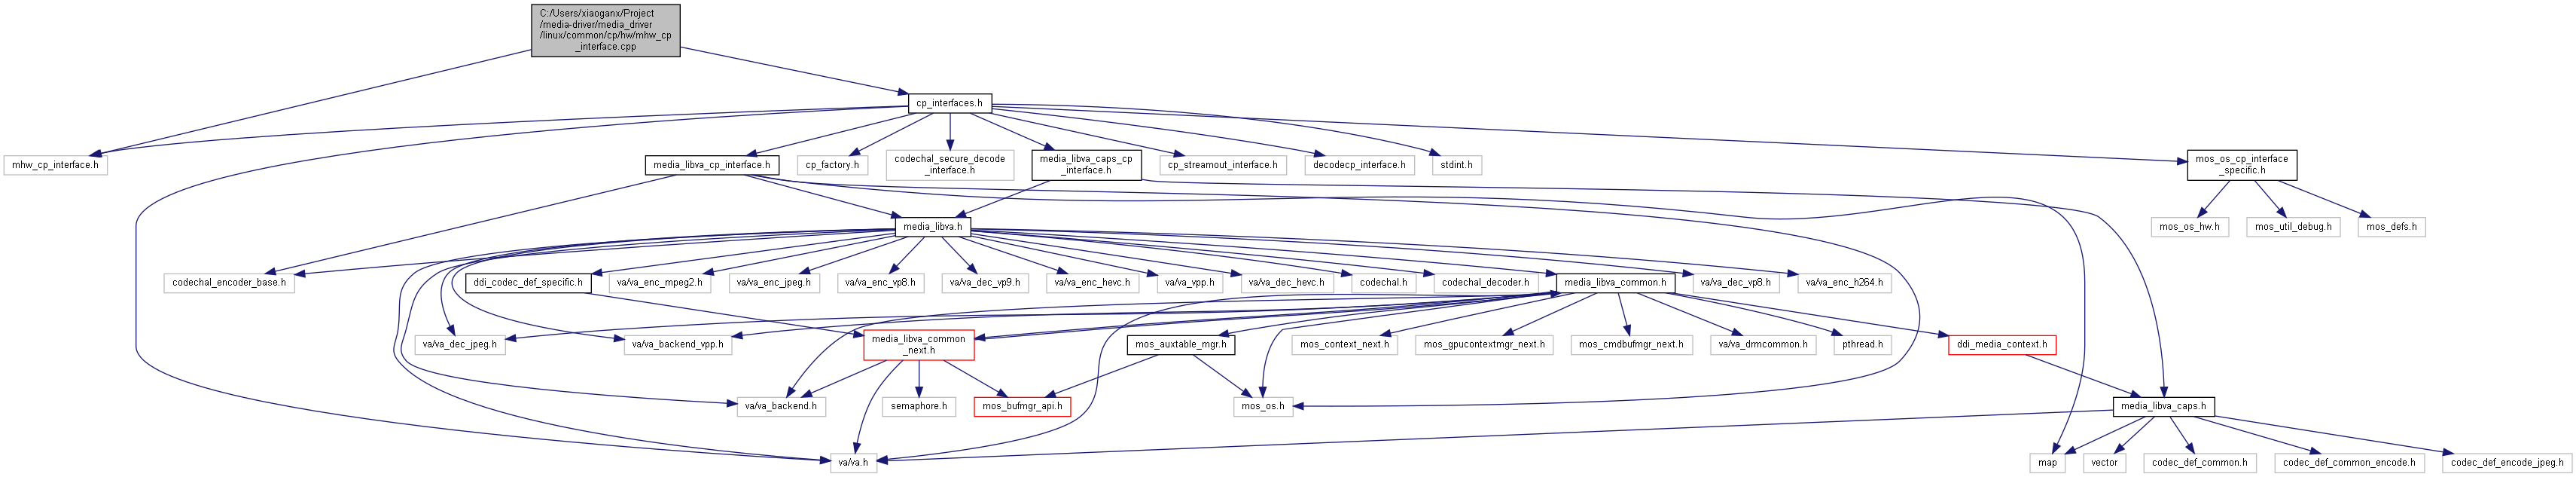 C:/Users/xiaoganx/Project
/media-driver/media_driver
/linux/common/cp/hw/mhw_cp
_interface.cpp
cp_interfaces.h
mhw_cp_interface.h
media_libva_cp_interface.h
cp_factory.h
codechal_secure_decode
_interface.h
media_libva_caps_cp
_interface.h
cp_streamout_interface.h
decodecp_interface.h
stdint.h
mos_os_cp_interface
_specific.h
media_libva.h
mos_os_hw.h
mos_util_debug.h
mos_defs.h
codechal_encoder_base.h
ddi_codec_def_specific.h
va/va_enc_mpeg2.h
va/va_enc_jpeg.h
va/va_enc_vp8.h
va/va_dec_vp9.h
va/va_enc_hevc.h
va/va_vpp.h
va/va_dec_hevc.h
codechal.h
codechal_decoder.h
media_libva_common.h
va/va_dec_vp8.h
va/va_enc_h264.h
va/va_dec_jpeg.h
va/va_backend_vpp.h
media_libva_common
_next.h
mos_auxtable_mgr.h
mos_context_next.h
mos_gpucontextmgr_next.h
mos_cmdbufmgr_next.h
va/va_drmcommon.h
pthread.h
ddi_media_context.h
va/va_backend.h
semaphore.h
mos_bufmgr_api.h
mos_os.h
media_libva_caps.h
va/va.h
map
vector
codec_def_common.h
codec_def_common_encode.h
codec_def_encode_jpeg.h